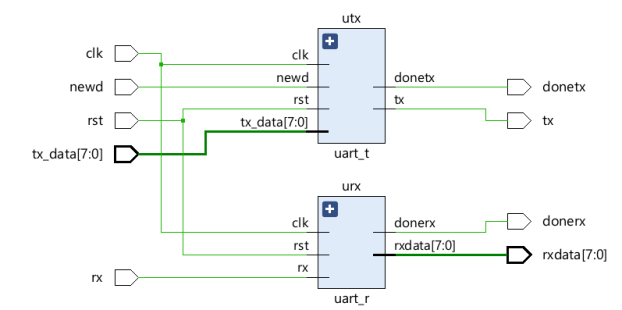 utx
clk
clk
newd
newd
donetx
donetx
rst
rst
tx
tx
tx_data[7:0]
tx_data[7:0]
uart_t
urx
clk
donerx
donerx
rst
rxdata[7:0]
rxdata[7:0]
rx
rx
uart_r